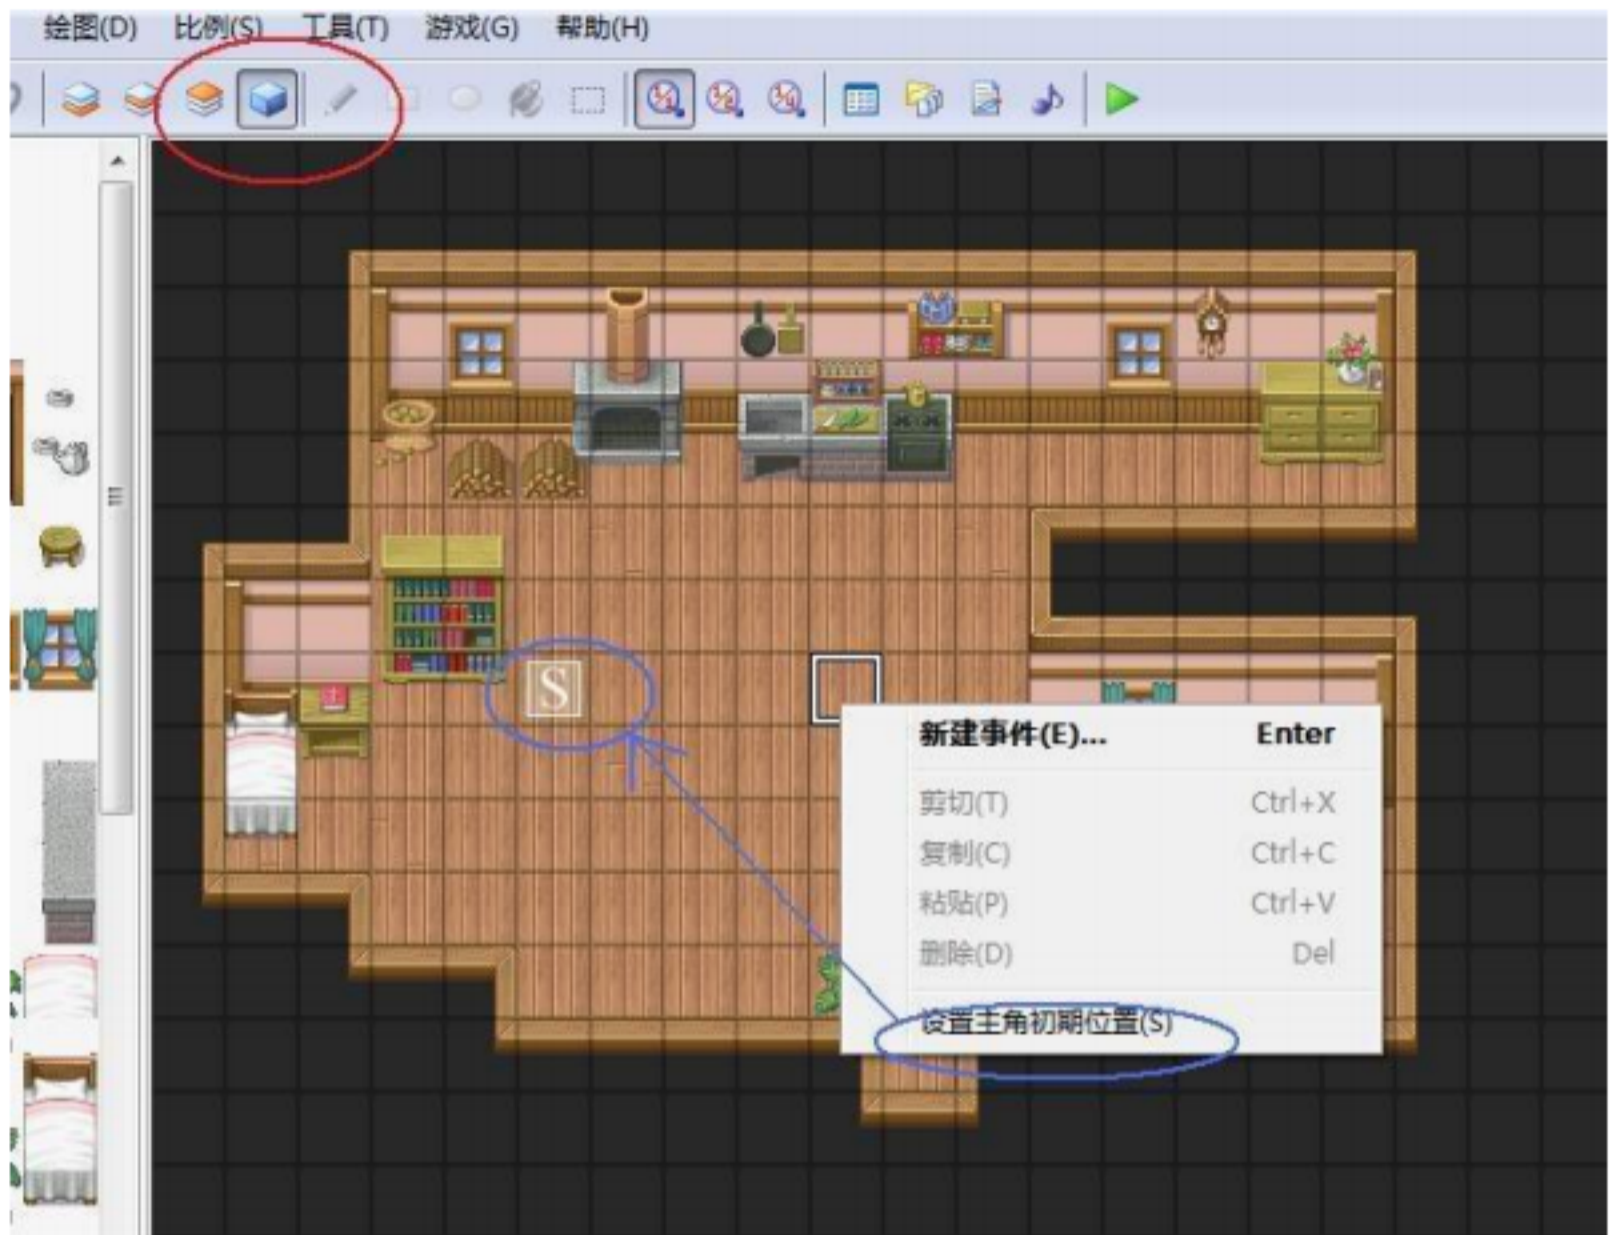 绘图(D) 比例(S) 工具(T) 游戏(G) 帮助(H)
S
新建事件(E)... Enter
剪切(T) Ctrl+X
复制(C) Ctrl+C
粘贴(P) Ctrl+V
删除(D) Del
设置主角初期位置(S)